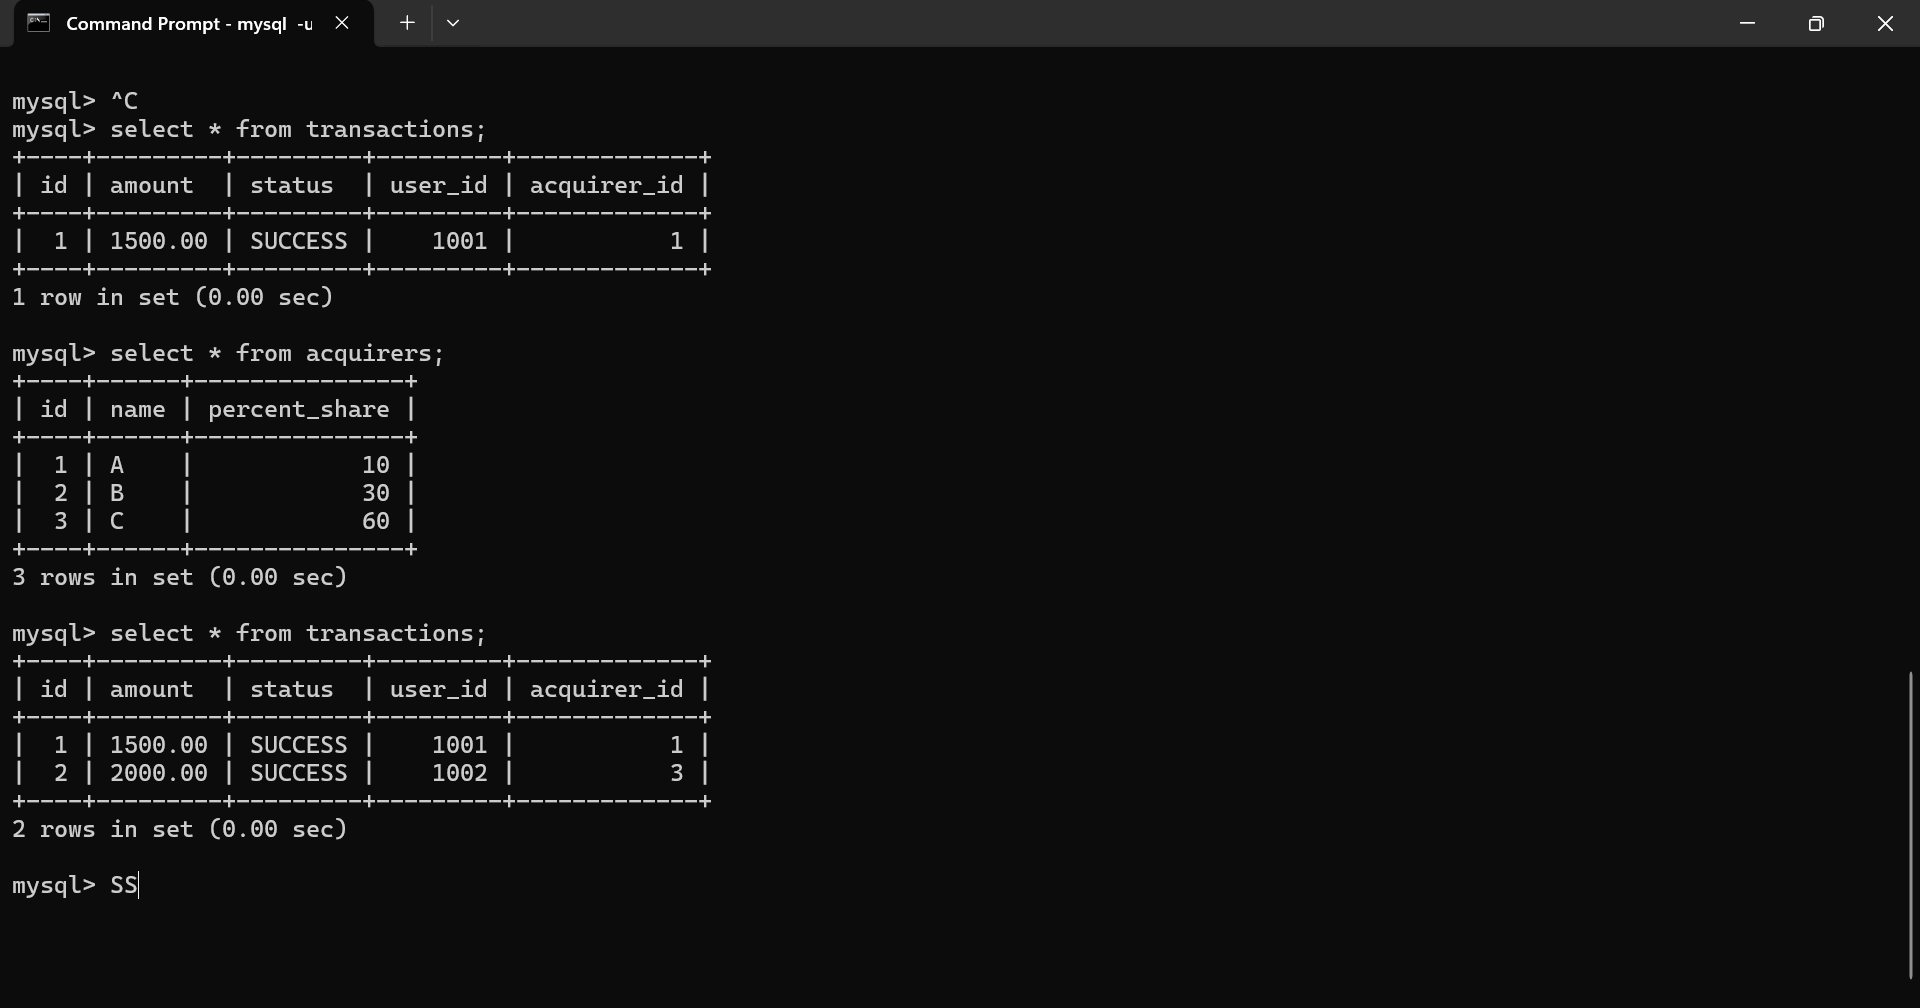 Command Prompt - mysql -u
mysql> ^C
mysql> select * from transactions;
+----+---------+---------+---------+-------------+
| id | amount  | status  | user_id | acquirer_id |
+----+---------+---------+---------+-------------+
|  1 | 1500.00 | SUCCESS |    1001 |           1 |
+----+---------+---------+---------+-------------+
1 row in set (0.00 sec)
mysql> select * from acquirers;
+----+------+---------------+
| id | name | percent_share |
+----+------+---------------+
|  1 | A    |            10 |
|  2 | B    |            30 |
|  3 | C    |            60 |
+----+------+---------------+
3 rows in set (0.00 sec)
mysql> select * from transactions;
+----+---------+---------+---------+-------------+
| id | amount  | status  | user_id | acquirer_id |
+----+---------+---------+---------+-------------+
|  1 | 1500.00 | SUCCESS |    1001 |           1 |
|  2 | 2000.00 | SUCCESS |    1002 |           3 |
+----+---------+---------+---------+-------------+
2 rows in set (0.00 sec)
mysql> SS